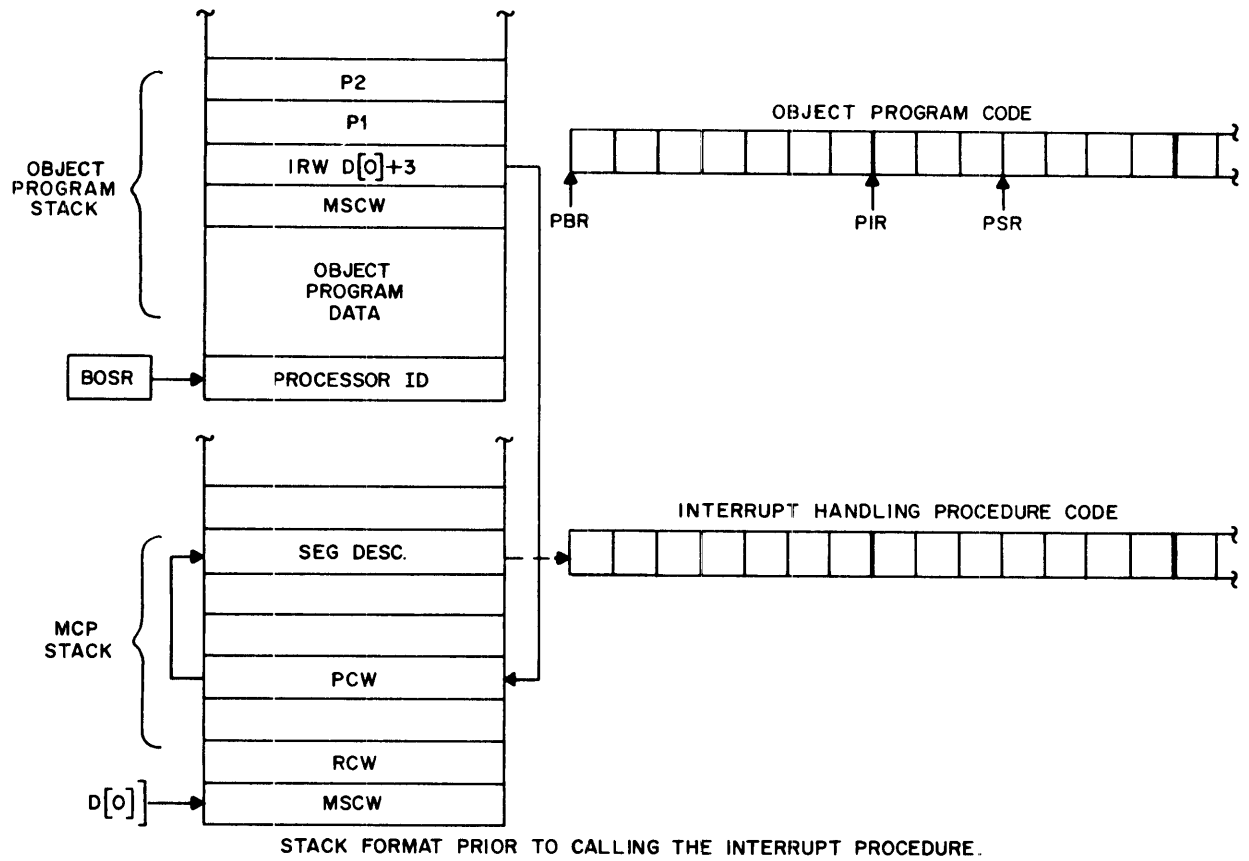 P2
P1
IRW D[0]+3
MSCW
OBJECT
PROGRAM
STACK
OBJECT
PROGRAM
DATA
BOSR
PROCESSOR ID
OBJECT PROGRAM CODE
PBR
PIR
PSR
INTERRUPT HANDLING PROCEDURE CODE
SEG DESC.
MCP
STACK
PCW
RCW
D[0]
MSCW
STACK FORMAT PRIOR TO CALLING THE INTERRUPT PROCEDURE.